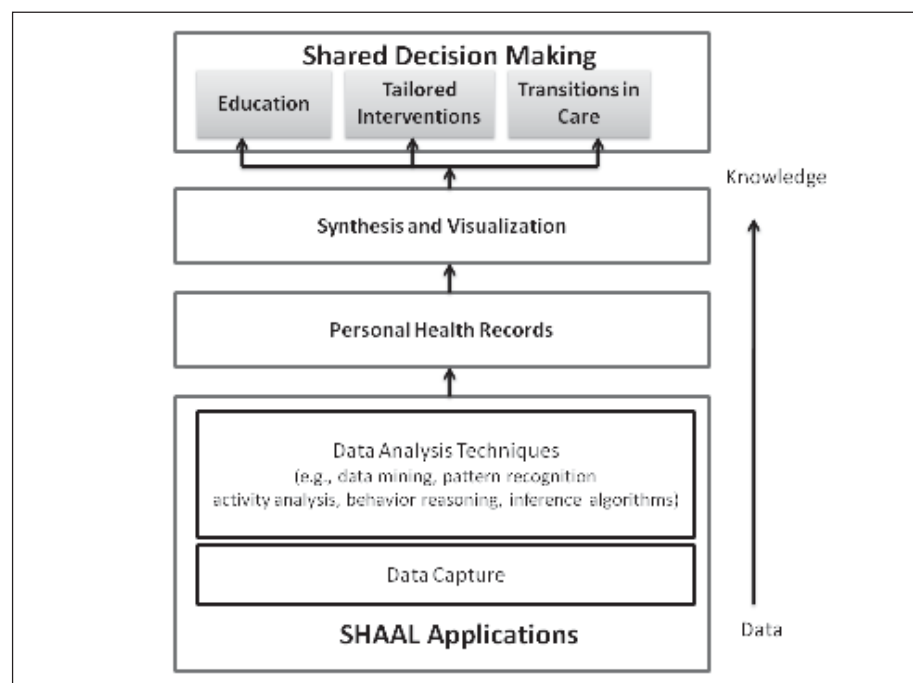 Shared Decision Making
Education
Tailored
Interventions
Transitions in
Care
Knowledge
Synthesis and Visualization
Personal Health Records
Data Analysis Techniques
(e.g., data mining, pattern recognition
activity analysis, behavior reasoning, inference algorithms)
Data Capture
SHAAL Applications
Data